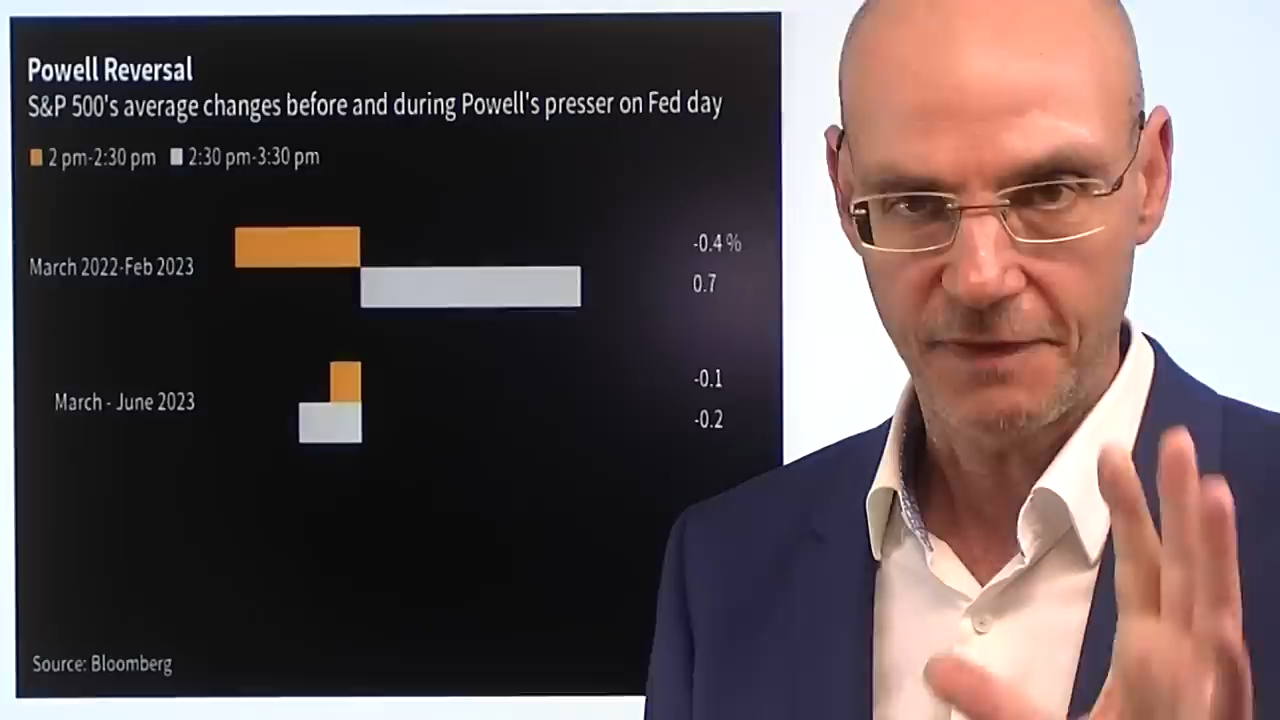 Powell Reversal
S&P 500's average changes before and during Powell's presser on Fed day
2 pm-2:30 pm 2:30 pm-3:30 pm
March 2022-Feb 2023
-0.4 %
0.7
March - June 2023
-0.1
-0.2
Source: Bloomberg